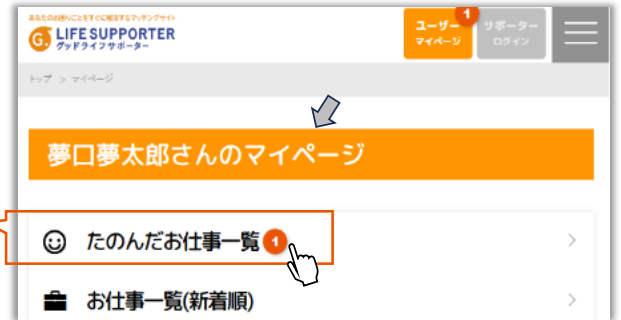 あなたのお困りごとをすぐに解決するマッチングサイト
G. LIFE SUPPORTER
グッドライフサポーター
ユーザー
マイページ
1
サポーター
ログイン
トップ > マイページ
夢口夢太郎さんのマイページ
たのんだお仕事一覧 1
お仕事一覧(新着順)